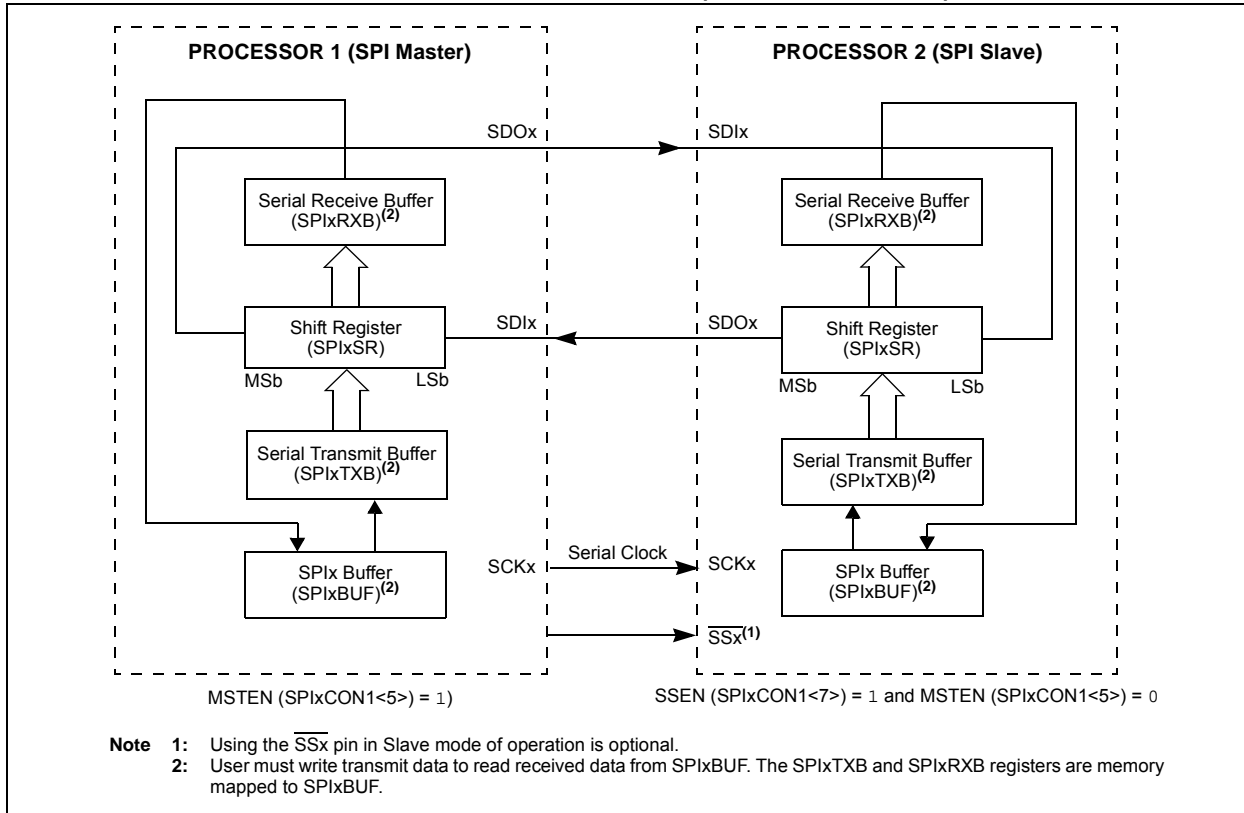 PROCESSOR 1 (SPI Master)
PROCESSOR 2 (SPI Slave)
SDOx
SDIx
Serial Receive Buffer
(SPIxRXB)(2)
Serial Receive Buffer
(SPIxRXB)(2)
Shift Register
(SPIxSR)
SDIx
SDOx
Shift Register
(SPIxSR)
MSb
LSb
MSb
LSb
Serial Transmit Buffer
(SPIxTXB)(2)
Serial Transmit Buffer
(SPIxTXB)(2)
SPIx Buffer
(SPIxBUF)(2)
SCKx
Serial Clock
SCKx
SPIx Buffer
(SPIxBUF)(2)
SSx(1)
MSTEN (SPIxCON1<5>) = 1)
SSEN (SPIxCON1<7>) = 1 and MSTEN (SPIxCON1<5>) = 0
Note 1: Using the SSx pin in Slave mode of operation is optional.
2: User must write transmit data to read received data from SPIxBUF. The SPIxTXB and SPIxRXB registers are memory
mapped to SPIxBUF.